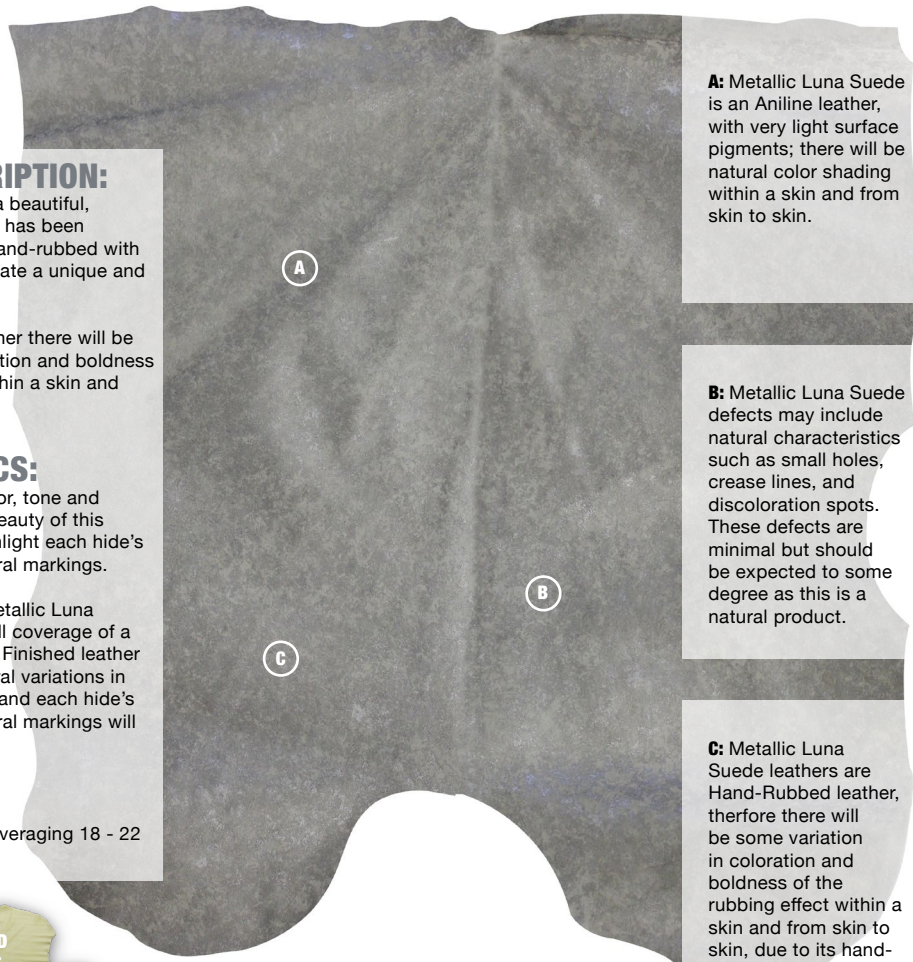 RIPTION:
a beautiful,
has been
and-rubbed with
ate a unique and
her there will be
tion and boldness
hin a skin and
CS:
or, tone and
eauty of this
light each hide’s
ral markings.
etallic Luna
ll coverage of a
Finished leather
ral variations in
and each hide’s
ral markings will
veraging 18 - 22
D
A
B
C
A: Metallic Luna Suede
is an Aniline leather,
with very light surface
pigments; there will be
natural color shading
within a skin and from
skin to skin.
B: Metallic Luna Suede
defects may include
natural characteristics
such as small holes,
crease lines, and
discoloration spots.
These defects are
minimal but should
be expected to some
degree as this is a
natural product.
C: Metallic Luna
Suede leathers are
Hand-Rubbed leather,
therfore there will
be some variation
in coloration and
boldness of the
rubbing effect within a
skin and from skin to
skin, due to its hand-